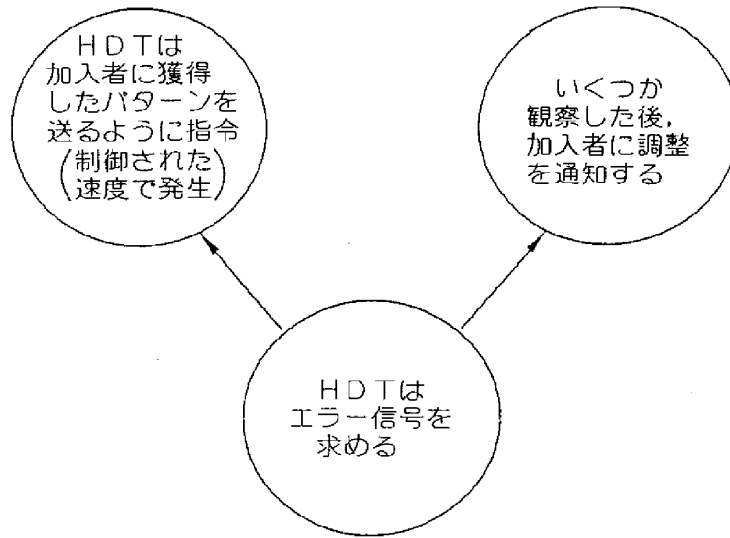 HDTは
加入者に獲得
したパターンを
送るように指令
(制御された
速度で発生)
いくつか
観察した後,
加入者に調整
を通知する
HDTは
エラー信号を
求める